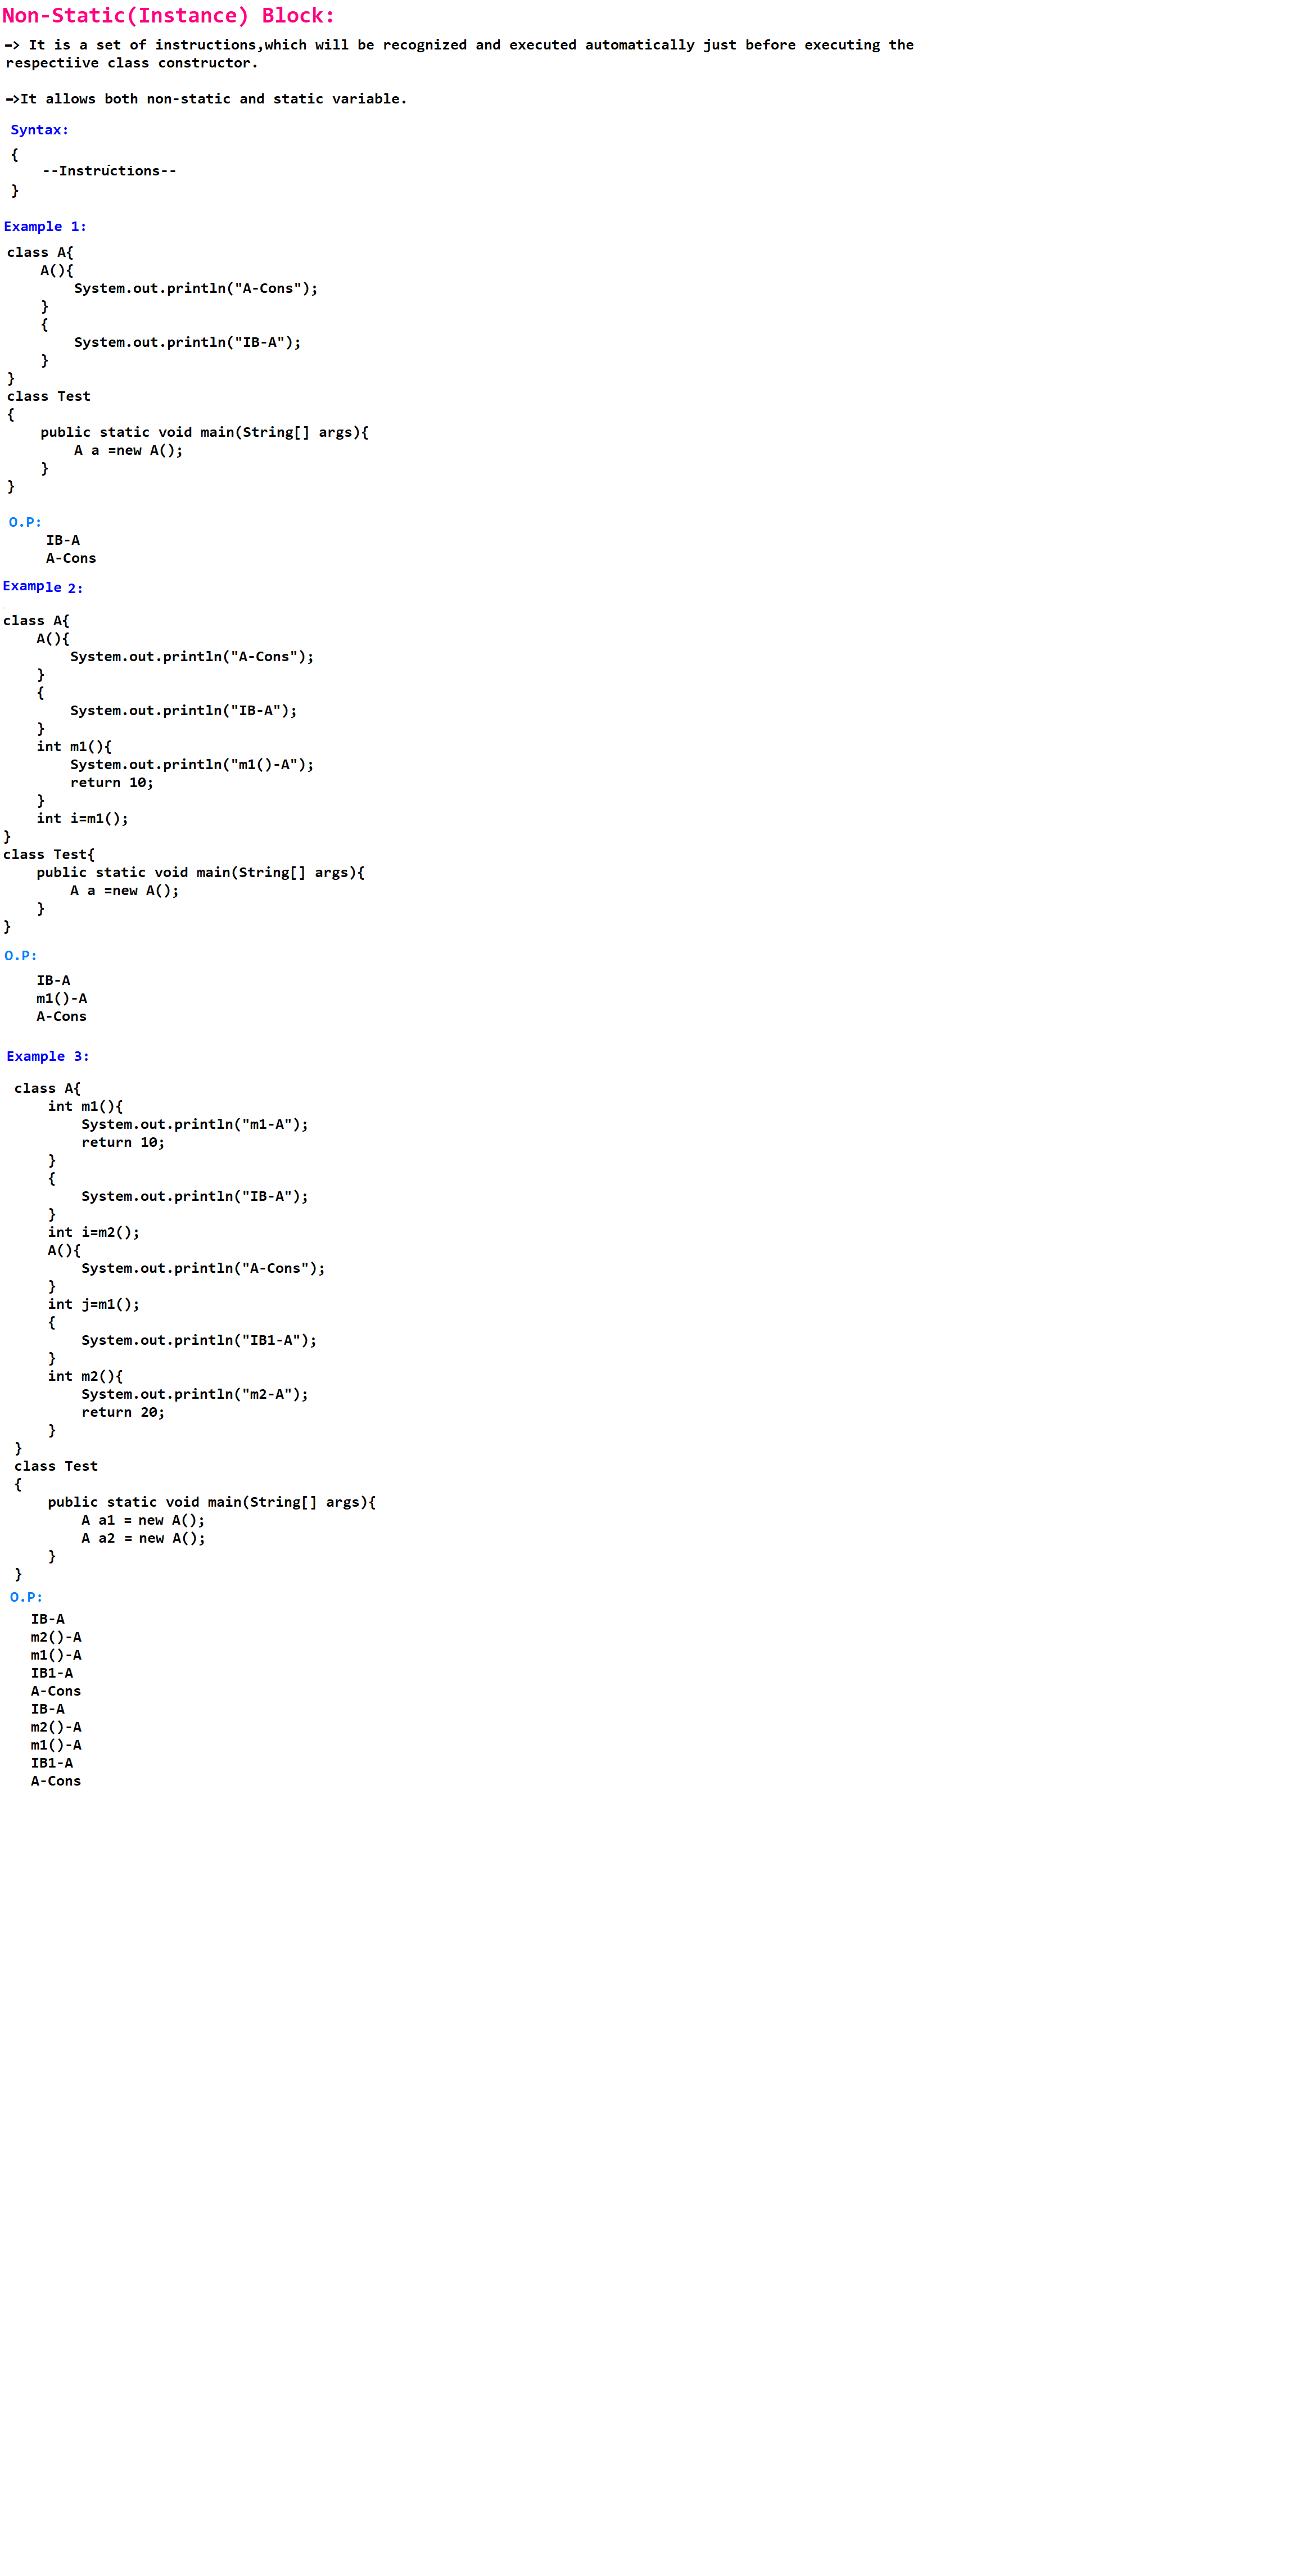 Non-Static(Instance) Block:
—> It is a set of instructions,which will be recognized and executed automatically just before executing the
respectiive class constructor.
—>It allows both non-static and static variable.
Syntax:
{
    --Instructions--
}
Example 1:
class A{
    A(){
        System.out.println("A-Cons");
    }
    {
        System.out.println("IB-A");
    }
}
class Test
{
    public static void main(String[] args){
        A a =new A();
    }
}
O.P:
    IB-A
    A-Cons
Example 2:
class A{
    A(){
        System.out.println("A-Cons");
    }
    {
        System.out.println("IB-A");
    }
    int m1(){
        System.out.println("m1()-A");
        return 10;
    }
    int i=m1();
}
class Test{
    public static void main(String[] args){
        A a =new A();
    }
}
O.P:
    IB-A
    m1()-A
    A-Cons
Example 3:
class A{
    int m1(){
        System.out.println("m1-A");
        return 10;
    }
    {
        System.out.println("IB-A");
    }
    int i=m2();
    A(){
        System.out.println("A-Cons");
    }
    int j=m1();
    {
        System.out.println("IB1-A");
    }
    int m2(){
        System.out.println("m2-A");
        return 20;
    }
}
class Test
{
    public static void main(String[] args){
        A a1 = new A();
        A a2 = new A();
    }
}
O.P:
    IB-A
    m2()-A
    m1()-A
    IB1-A
    A-Cons
    IB-A
    m2()-A
    m1()-A
    IB1-A
    A-Cons